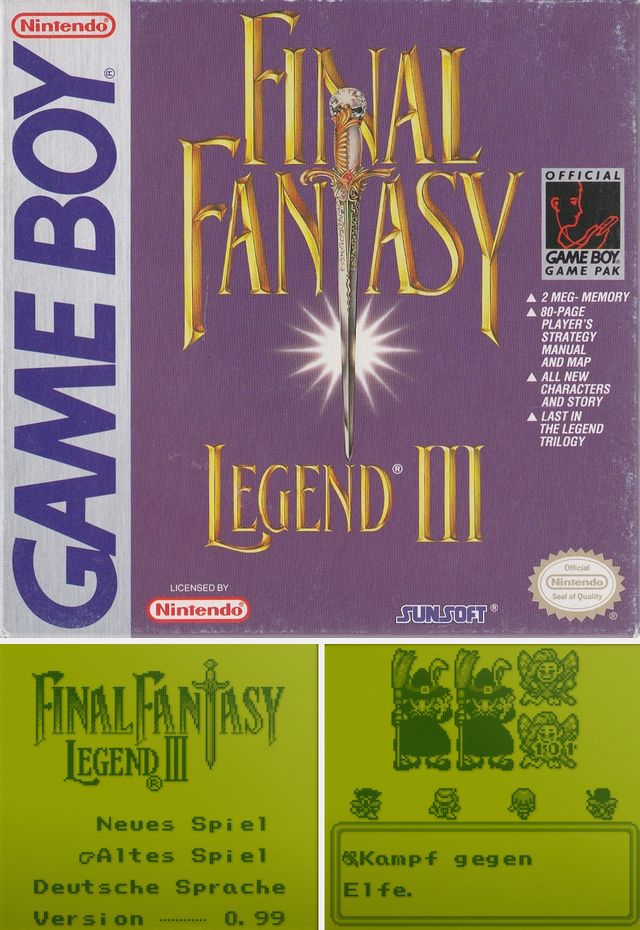 Nintendo®
GAME BOY®
FINAL
FANTASY
LEGEND® III
OFFICIAL
GAME BOY®
GAME PAK
▲ 2 MEG- MEMORY
▲ 80-PAGE
PLAYER'S
STRATEGY
MANUAL
AND MAP
▲ ALL NEW
CHARACTERS
AND STORY
▲ LAST IN
THE LEGEND
TRILOGY
LICENSED BY
Nintendo®
SUNSOFT®
Official
Nintendo
Seal of Quality
®
FINAL FANTASY
LEGEND III
®
Neues Spiel
Altes Spiel
Deutsche Sprache
Version ........... 0.99
101
Kampf gegen
Elfe.